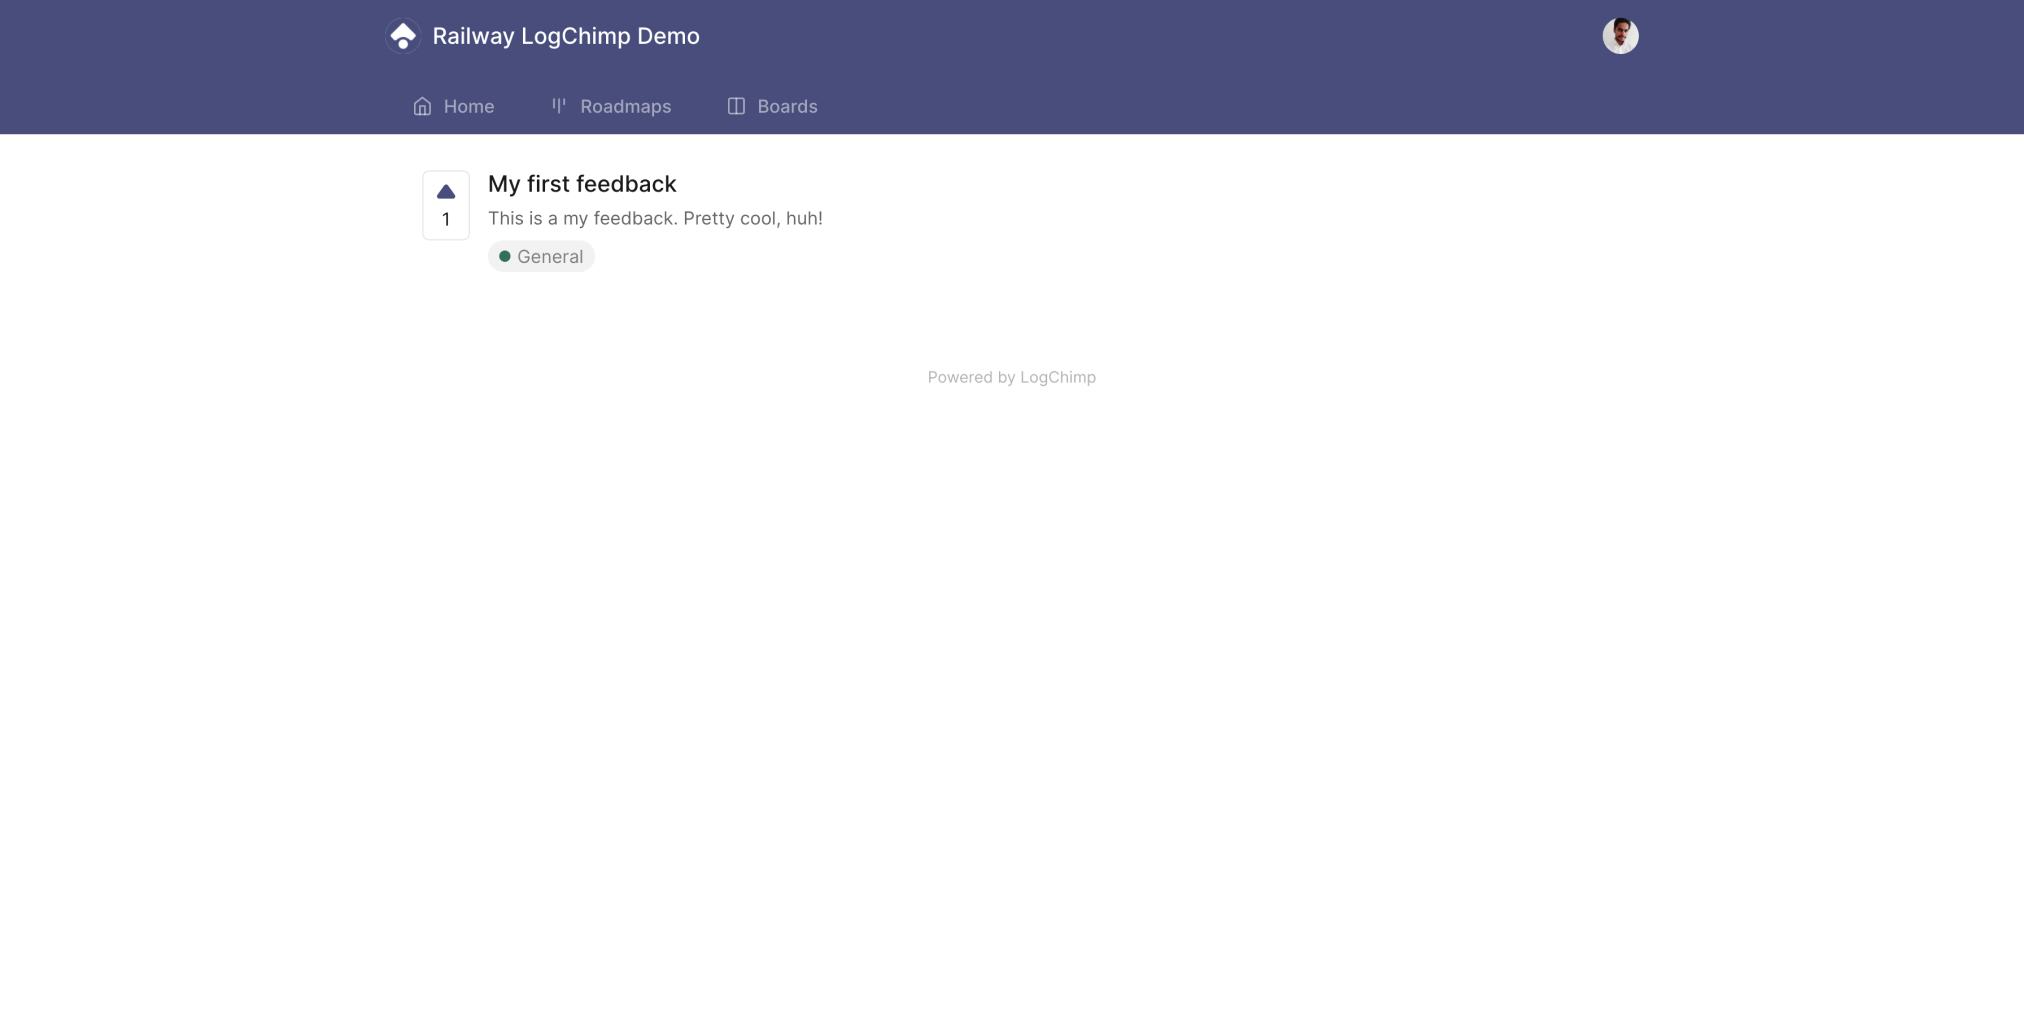 Railway LogChimp Demo
Home
Roadmaps
Boards
1
My first feedback
This is a my feedback. Pretty cool, huh!
General
Powered by LogChimp